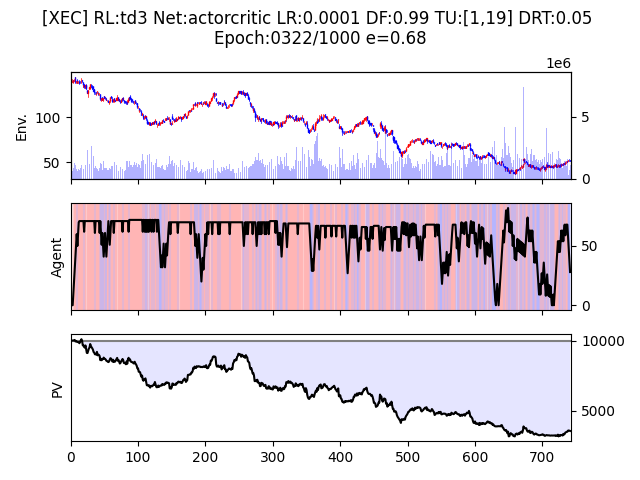 [XEC] RL:td3 Net:actorcritic LR:0.0001 DF:0.99 TU:[1,19] DRT:0.05
Epoch:0322/1000 e=0.68
1e6
Env.
100
50
5
0
Agent
50
0
PV
10000
5000
0 100 200 300 400 500 600 700